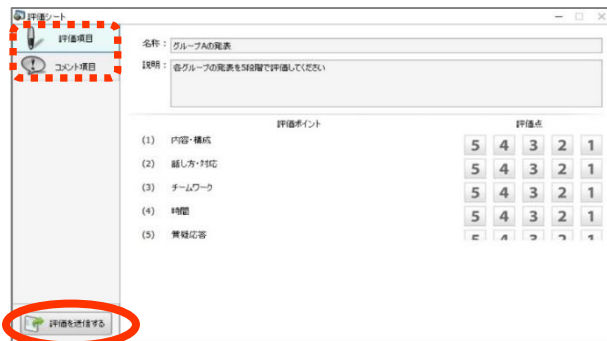 評価シート
評価項目
コメント項目
名称： グループAの発表
説明： 各グループの発表を5段階で評価してください
評価ポイント 評価点
(1) 内容・構成 5 4 3 2 1
(2) 話し方・対応 5 4 3 2 1
(3) チームワーク 5 4 3 2 1
(4) 時間 5 4 3 2 1
(5) 質疑応答 5 4 3 2 1
評価を送信する